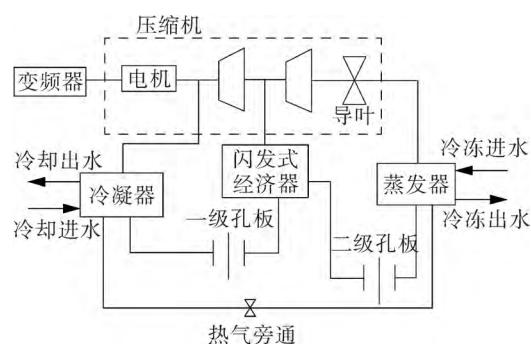 压缩机
变频器
电机
导叶
冷却出水
冷凝器
冷却进水
闪发式
经济器
冷冻进水
蒸发器
冷冻出水
一级孔板
二级孔板
热气旁通